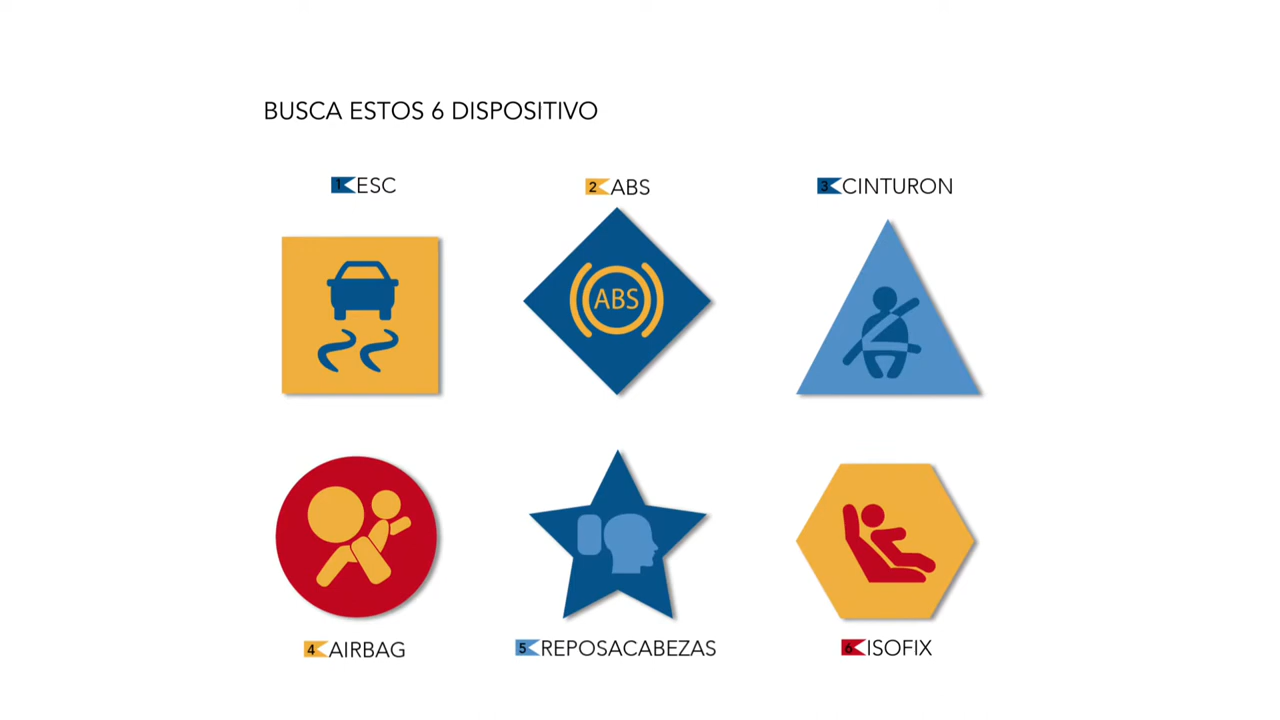 BUSCA ESTOS 6 DISPOSITIVO
1 ESC
2 ABS
3 CINTURON
ABS
4 AIRBAG
5 REPOSACABEZAS
6 ISOFIX